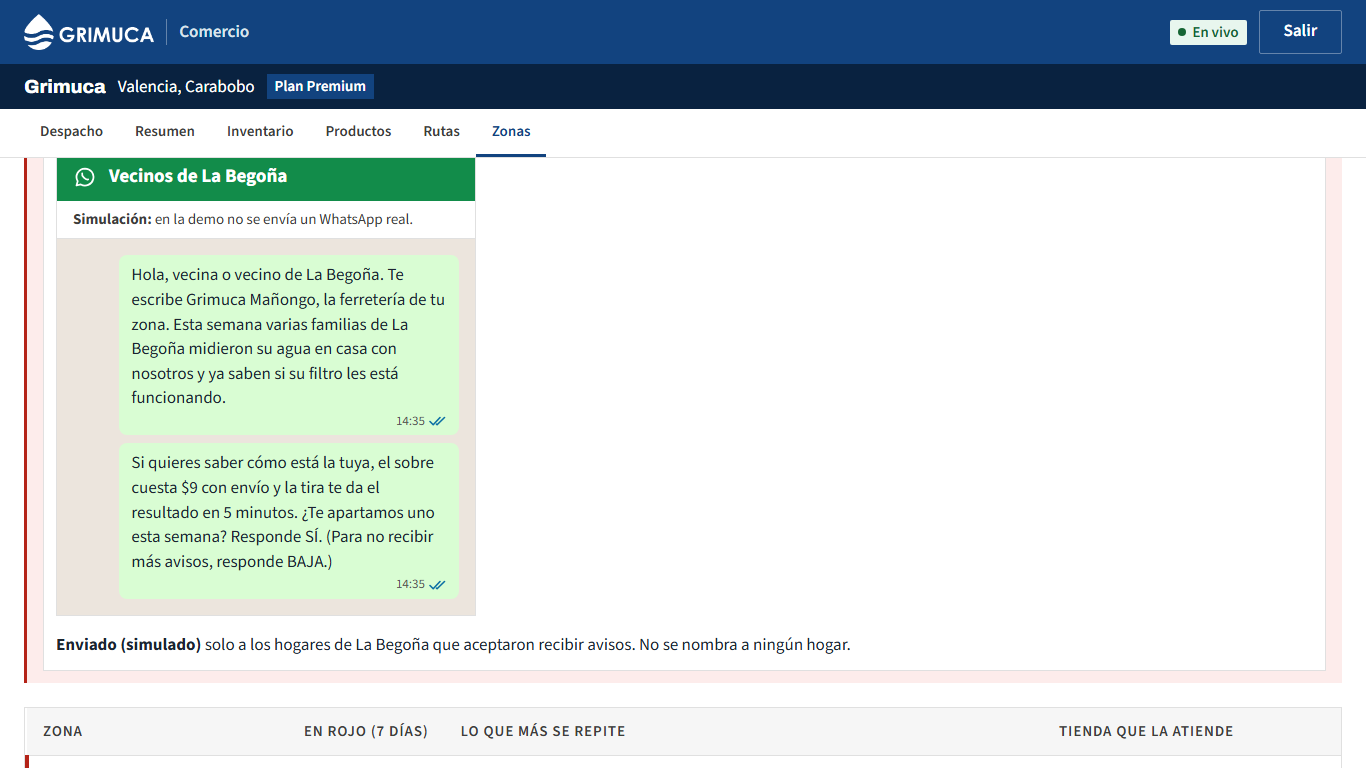 GRIMUCA Comercio En vivo Salir
Grimuca Valencia, Carabobo Plan Premium
Despacho Resumen Inventario Productos Rutas Zonas
Vecinos de La Begoña
Simulación: en la demo no se envía un WhatsApp real.
Hola, vecina o vecino de La Begoña. Te
escribe Grimuca Mañongo, la ferretería de tu
zona. Esta semana varias familias de La
Begoña midieron su agua en casa con
nosotros y ya saben si su filtro les está
funcionando.
14:35
Si quieres saber cómo está la tuya, el sobre
cuesta $9 con envío y la tira te da el
resultado en 5 minutos. ¿Te apartamos uno
esta semana? Responde SÍ. (Para no recibir
más avisos, responde BAJA.)
14:35
Enviado (simulado) solo a los hogares de La Begoña que aceptaron recibir avisos. No se nombra a ningún hogar.
ZONA EN ROJO (7 DÍAS) LO QUE MÁS SE REPITE TIENDA QUE LA ATIENDE